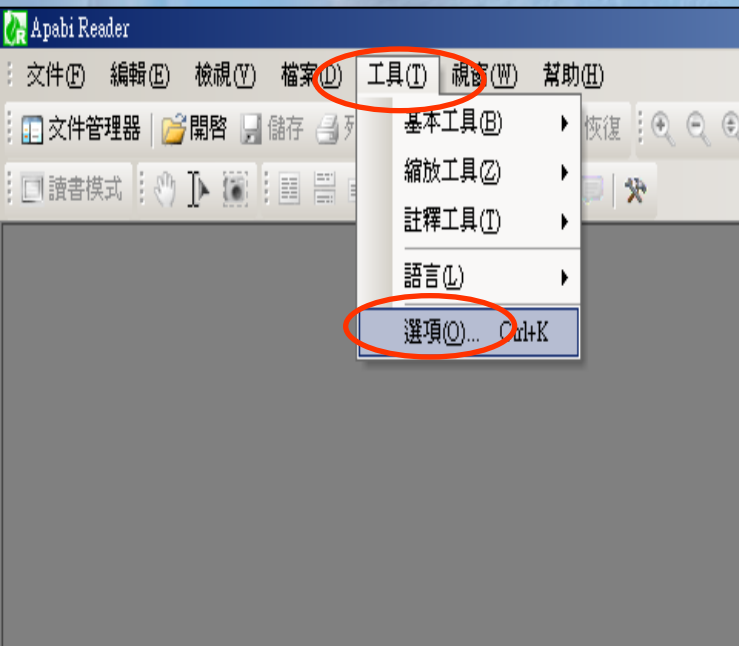 Apabi Reader
文件(F) 編輯(E) 檢視(V) 檔案(D) 工具(T) 視窗(W) 幫助(H)
文件管理器 開啓 儲存 恢復
讀書模式
基本工具(B)
縮放工具(Z)
註釋工具(T)
語言(L)
選項(O)... Ctrl+K